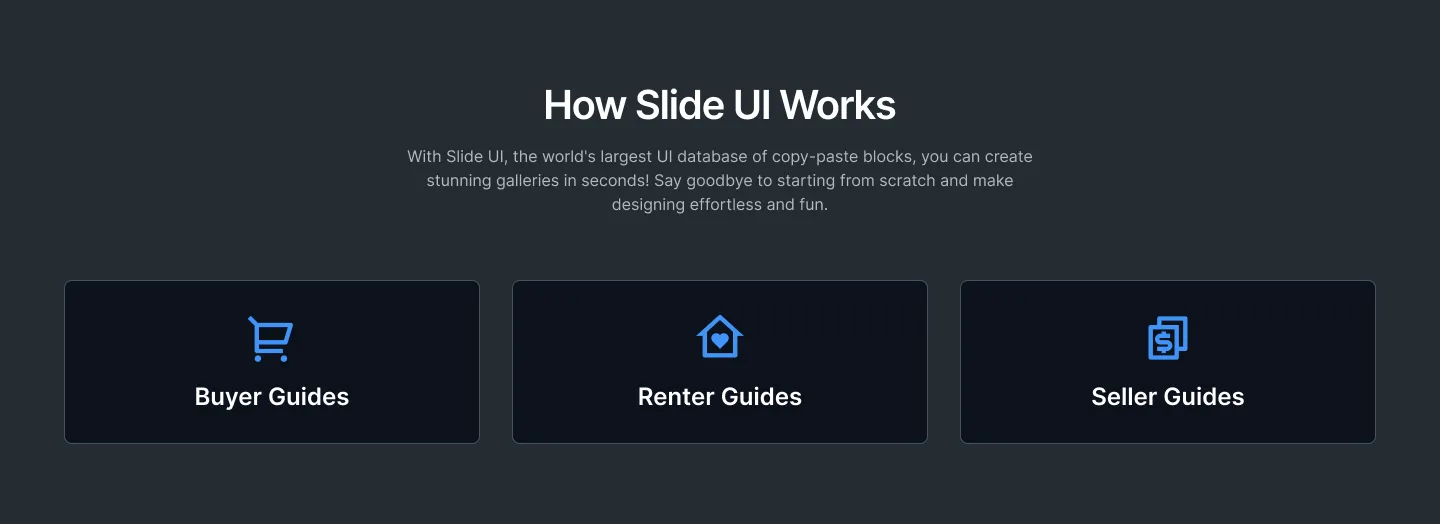 How Slide UI Works
With Slide UI, the world's largest UI database of copy-paste blocks, you can create
stunning galleries in seconds! Say goodbye to starting from scratch and make
designing effortless and fun.
Buyer Guides
Renter Guides
Seller Guides